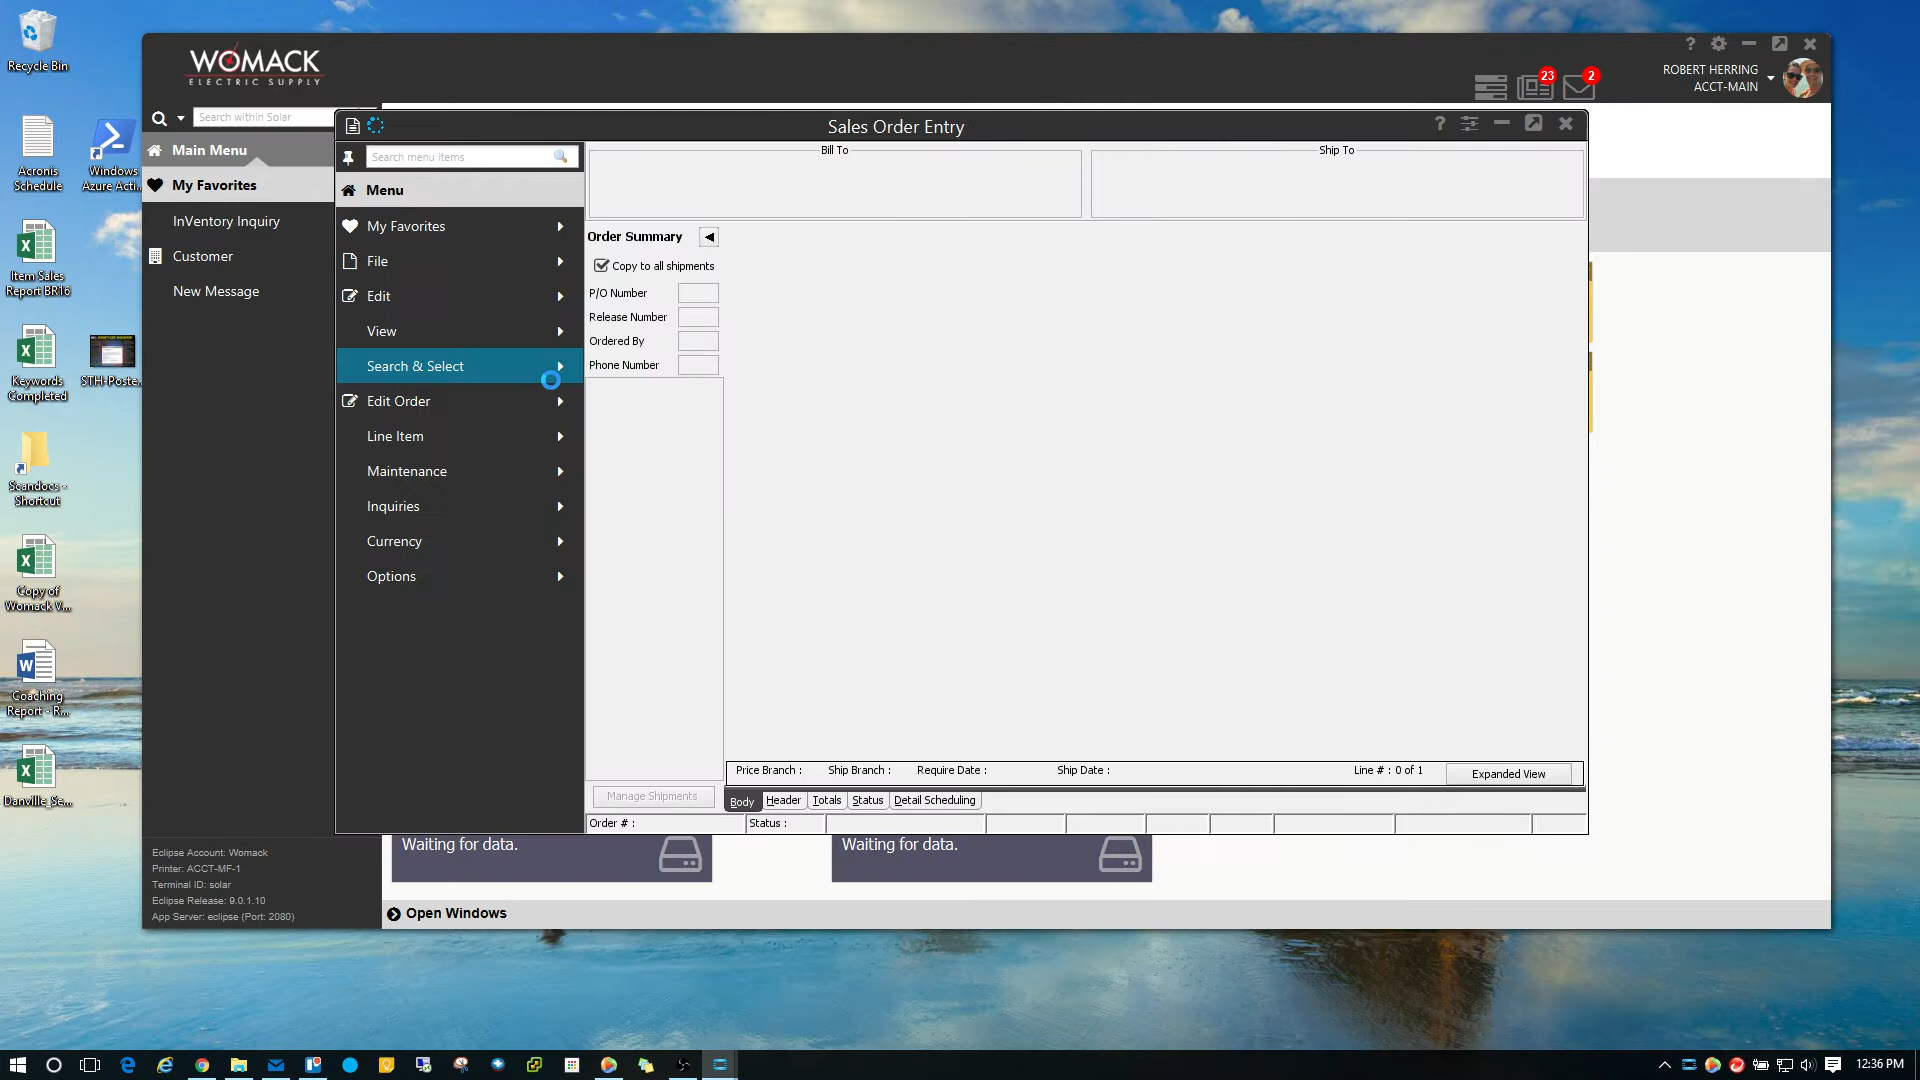 Recycle Bin
Acronis
Schedule
Windows
Azure Acti...
Item Sales
Report BR16
Keywords
Completed
STH-Poste...
Scandocs -
Shortcut
Copy of
Womack V...
Coaching
Report - R...
Danville_Se...
WOMACK
ELECTRIC SUPPLY
23
2
ROBERT HERRING
ACCT-MAIN
Search within Solar
Main Menu
My Favorites
InVentory Inquiry
Customer
New Message
Sales Order Entry
Search menu items
Menu
My Favorites
File
Edit
View
Search & Select
Edit Order
Line Item
Maintenance
Inquiries
Currency
Options
Bill To
Ship To
Order Summary
Copy to all shipments
P/O Number
Release Number
Ordered By
Phone Number
Price Branch : Ship Branch : Require Date : Ship Date : Line # : 0 of 1 Expanded View
Manage Shipments
Body Header Totals Status Detail Scheduling
Order # : Status :
Waiting for data. Waiting for data.
Eclipse Account: Womack
Printer: ACCT-MF-1
Terminal ID: solar
Eclipse Release: 9.0.1.10
App Server: eclipse (Port: 2080)
Open Windows
12:36 PM